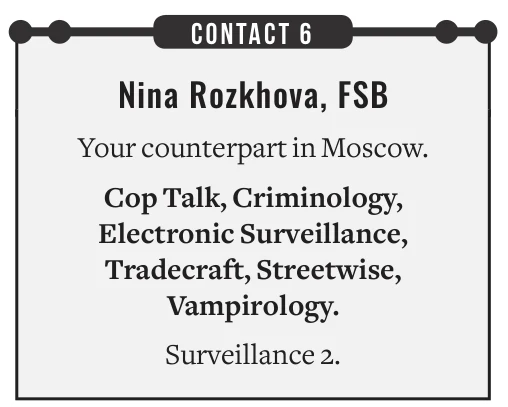 CONTACT 6
Nina Rozkhova, FSB
Your counterpart in Moscow.
Cop Talk, Criminology,
Electronic Surveillance,
Tradecraft, Streetwise,
Vampirology.
Surveillance 2.